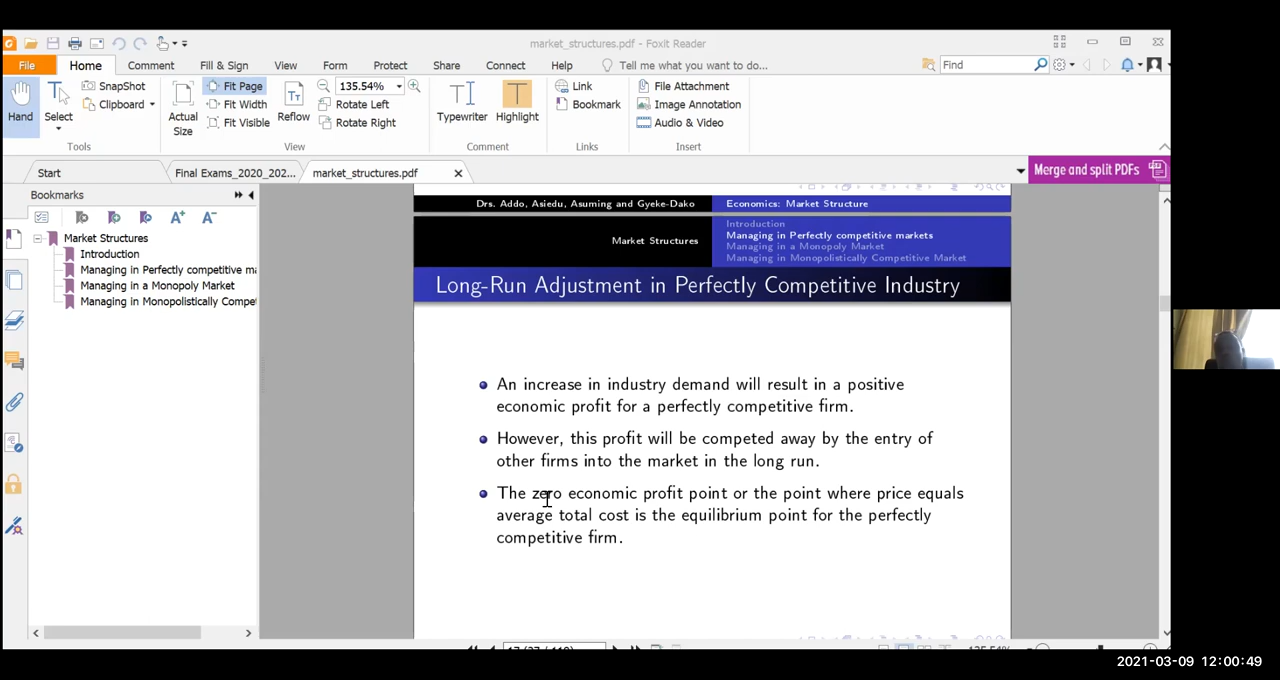 market_structures.pdf - Foxit Reader
File Home Comment Fill & Sign View Form Protect Share Connect Help Tell me what you want to do... Find
SnapShot Fit Page 135.54% Rotate Left Link File Attachment
Hand Select Clipboard Actual Size Fit Width Reflow Typewriter Highlight Bookmark Image Annotation
Fit Visible Rotate Right Audio & Video
Tools View Comment Links Insert
Start Final Exams_2020_202... market_structures.pdf Merge and split PDFs
Bookmarks
Market Structures
Introduction
Managing in Perfectly competitive ma
Managing in a Monopoly Market
Managing in Monopolistically Compet
Drs. Addo, Asiedu, Asuming and Gyeke-Dako Economics: Market Structure
Market Structures
Introduction
Managing in Perfectly competitive markets
Managing in a Monopoly Market
Managing in Monopolistically Competitive Market
Long-Run Adjustment in Perfectly Competitive Industry
An increase in industry demand will result in a positive
economic profit for a perfectly competitive firm.
However, this profit will be competed away by the entry of
other firms into the market in the long run.
The zero economic profit point or the point where price equals
average total cost is the equilibrium point for the perfectly
competitive firm.
2021-03-09 12:00:49